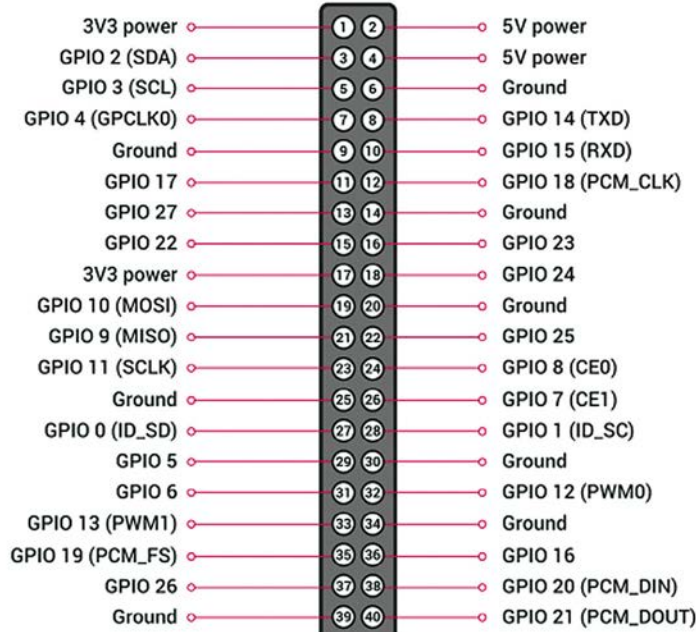 3V3 power 1 2 5V power
GPIO 2 (SDA) 3 4 5V power
GPIO 3 (SCL) 5 6 Ground
GPIO 4 (GPCLK0) 7 8 GPIO 14 (TXD)
Ground 9 10 GPIO 15 (RXD)
GPIO 17 11 12 GPIO 18 (PCM_CLK)
GPIO 27 13 14 Ground
GPIO 22 15 16 GPIO 23
3V3 power 17 18 GPIO 24
GPIO 10 (MOSI) 19 20 Ground
GPIO 9 (MISO) 21 22 GPIO 25
GPIO 11 (SCLK) 23 24 GPIO 8 (CE0)
Ground 25 26 GPIO 7 (CE1)
GPIO 0 (ID_SD) 27 28 GPIO 1 (ID_SC)
GPIO 5 29 30 Ground
GPIO 6 31 32 GPIO 12 (PWM0)
GPIO 13 (PWM1) 33 34 Ground
GPIO 19 (PCM_FS) 35 36 GPIO 16
GPIO 26 37 38 GPIO 20 (PCM_DIN)
Ground 39 40 GPIO 21 (PCM_DOUT)